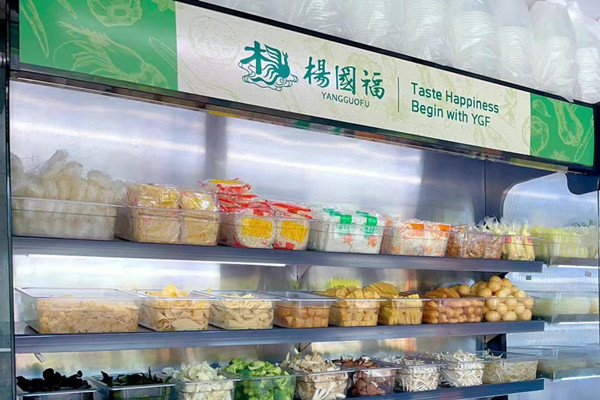 楊國福
YANGGUOFU
Taste Happiness
Begin with YGF